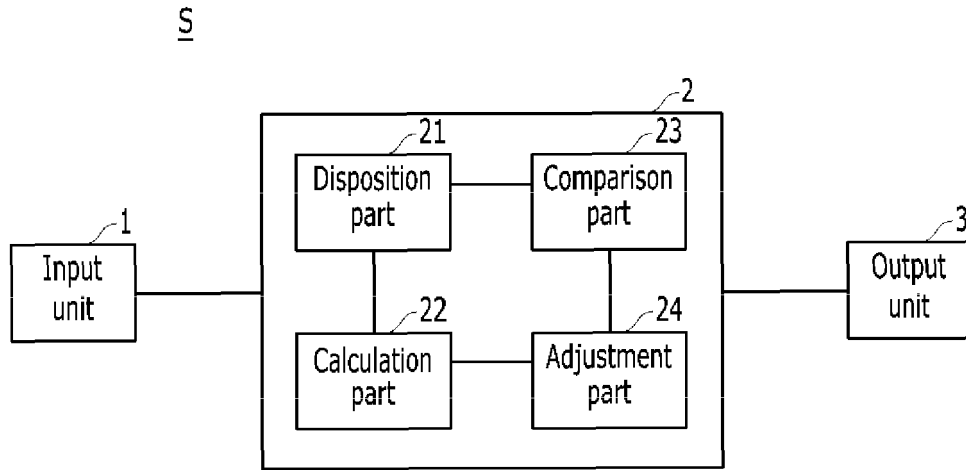 S
2
21
23
Disposition
part
Comparison
part
1
3
Input
unit
Output
unit
22
24
Calculation
part
Adjustment
part